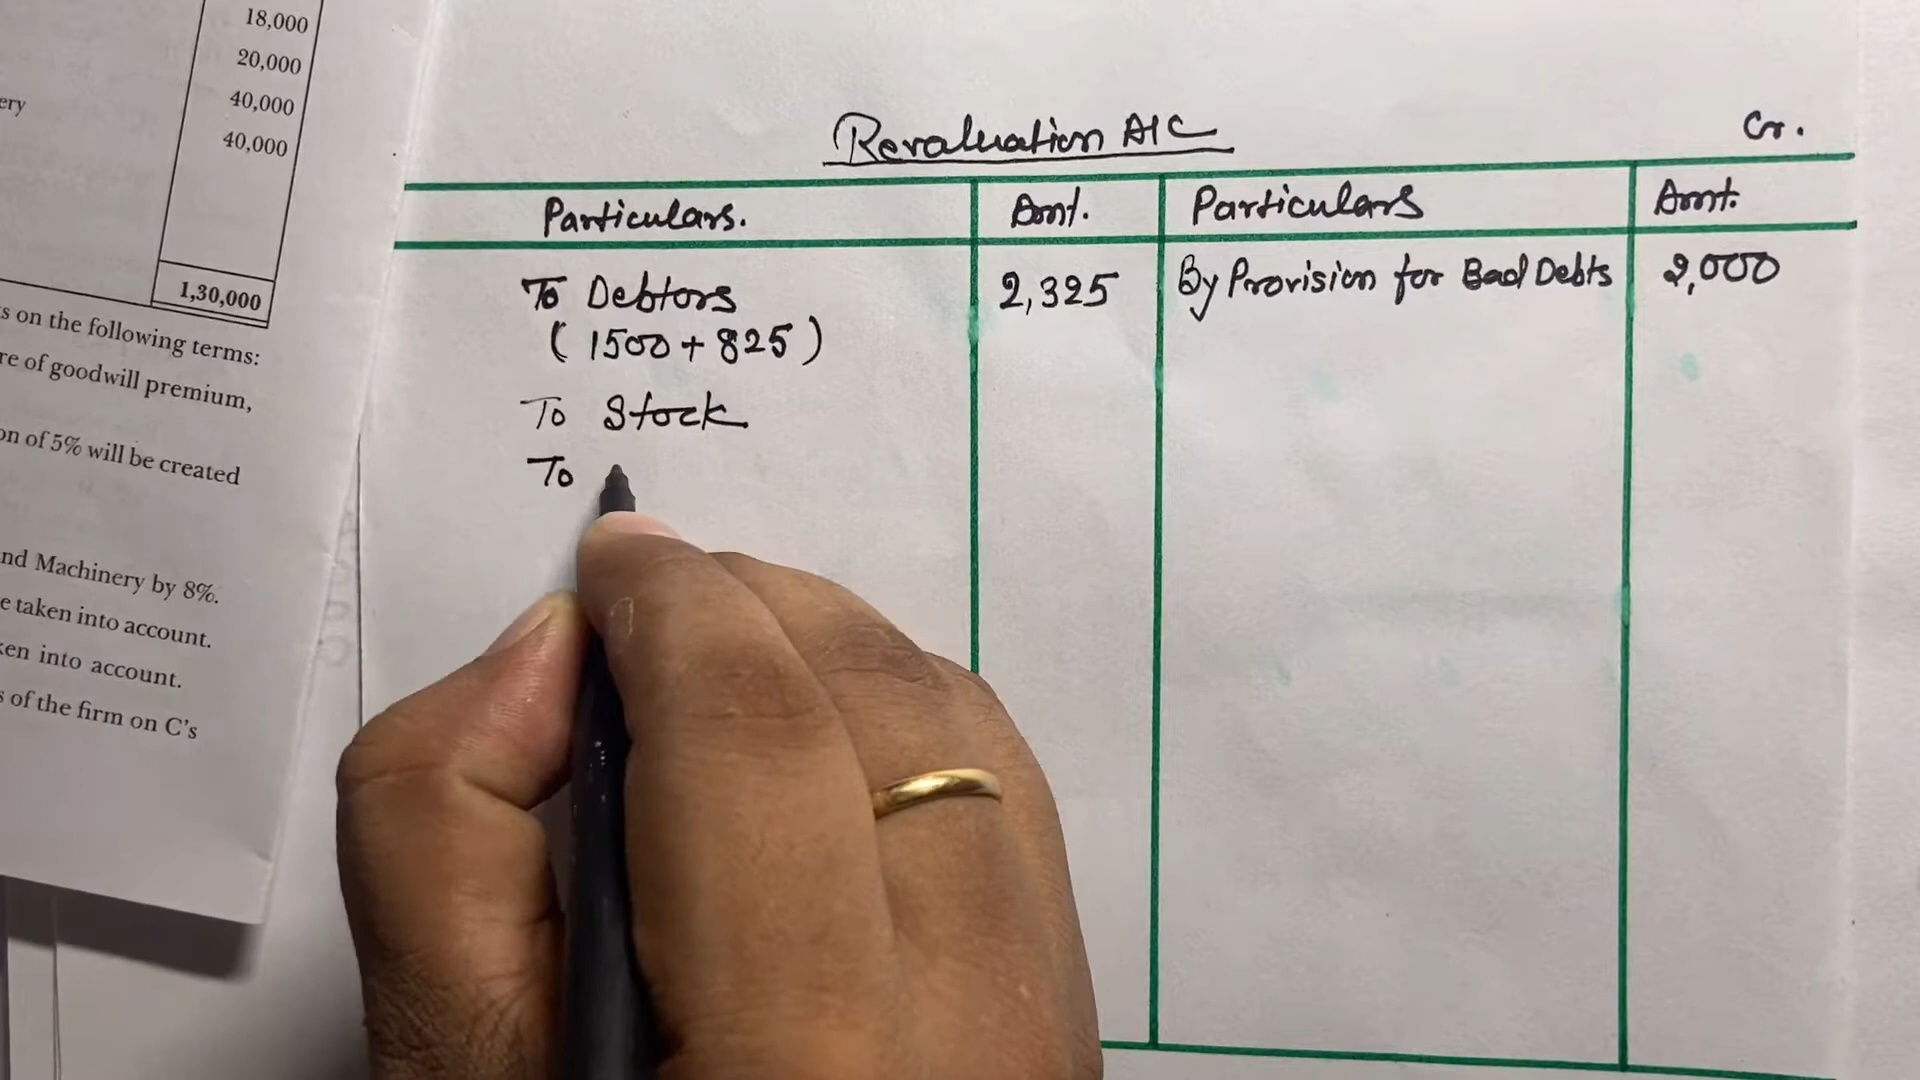 18,000
20,000
40,000
ery
40,000
1,30,000
s on the following terms:
re of goodwill premium,
on of 5% will be created
nd Machinery by 8%.
e taken into account.
ken into account.
s of the firm on C's
Revaluation A/C
Cr.
Particulars. Amt. Particulars Amt.
To Debtors 2,325 By Provision for Bad Debts 2,000
( 1500 + 825 )
To Stock
To